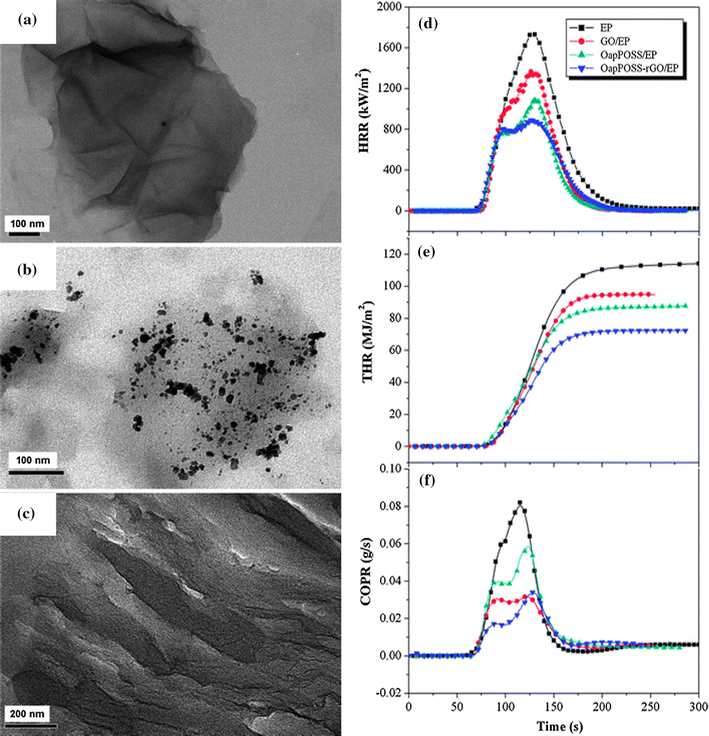 (a)
100 nm
(b)
100 nm
(c)
200 nm
(d)
HRR (kW/m²)
2000
1600
1200
800
400
0
EP
GO/EP
OapPOSS/EP
OapPOSS-rGO/EP
(e)
THR (MJ/m²)
120
100
80
60
40
20
0
(f)
COPR (g/s)
0.10
0.08
0.06
0.04
0.02
0.00
-0.02
0 50 100 150 200 250 300
Time (s)